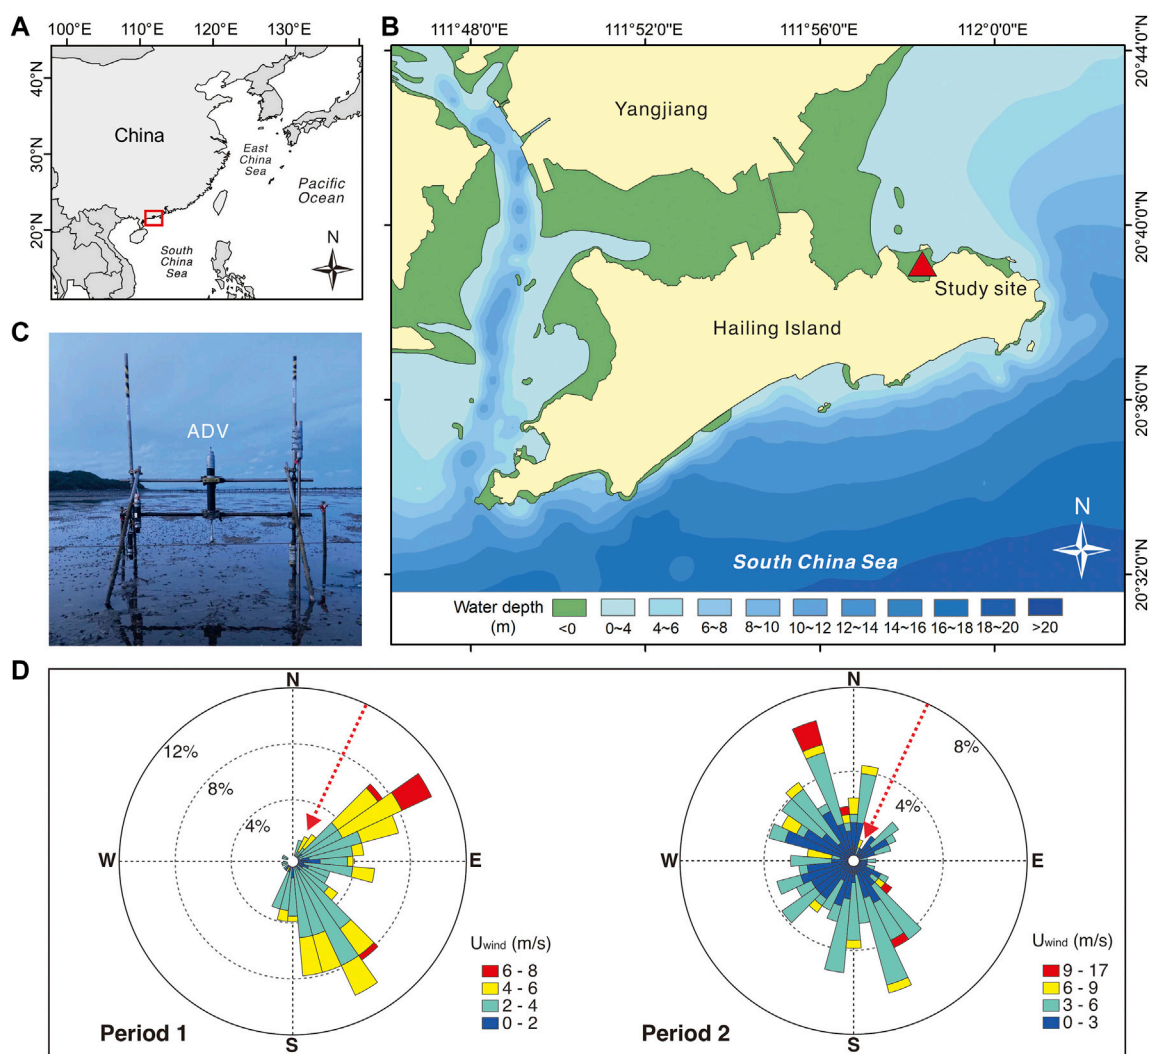 A
100°E 110°E 120°E 130°E
40°N
30°N
20°N
China
East
China
Sea
Pacific
Ocean
South
China
Sea
N
B
111°48'0"E 111°52'0"E 111°56'0"E 112°0'0"E
20°44'0"N
20°40'0"N
20°36'0"N
20°32'0"N
Yangjiang
Study site
Hailing Island
South China Sea
N
Water depth
(m)
<0 0~4 4~6 6~8 8~10 10~12 12~14 14~16 16~18 18~20 >20
C
ADV
D
N
12%
8%
4%
W E
S
Uwind (m/s)
6 - 8
4 - 6
2 - 4
0 - 2
Period 1
N
8%
4%
W E
S
Uwind (m/s)
9 - 17
6 - 9
3 - 6
0 - 3
Period 2